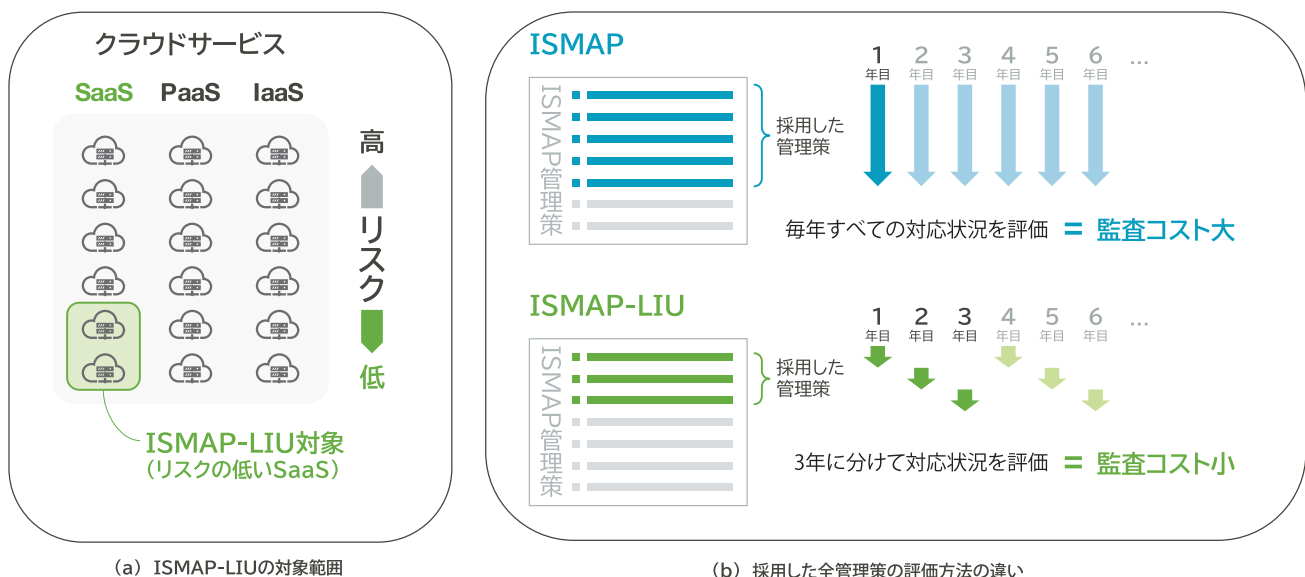 クラウドサービス
SaaS PaaS IaaS
高
リスク
低
ISMAP-LIU対象
（リスクの低いSaaS）
(a) ISMAP-LIUの対象範囲
ISMAP
ISMAP管理策
採用した
管理策
1 2 3 4 5 6 ...
年目 年目 年目 年目 年目 年目
毎年すべての対応状況を評価 = 監査コスト大
ISMAP-LIU
ISMAP管理策
採用した
管理策
1 2 3 4 5 6 ...
年目 年目 年目 年目 年目 年目
3年に分けて対応状況を評価 = 監査コスト小
(b) 採用した全管理策の評価方法の違い